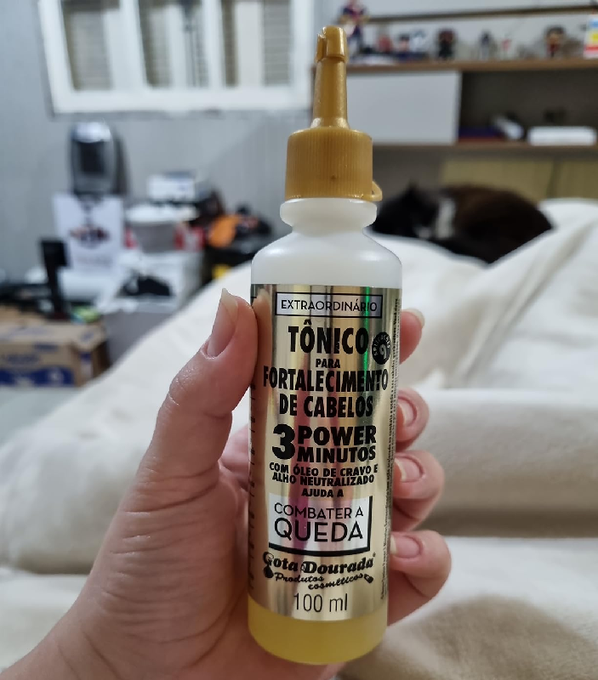 EXTRAORDINÁRIO
TÔNICO
PARA
FORTALECIMENTO
DE CABELOS
3 POWER
MINUTOS
COM ÓLEO DE CRAVO E
ALHO NEUTRALIZADO
AJUDA A
COMBATER A
QUEDA
Gota Dourada
Produtos
cosméticos
100 ml